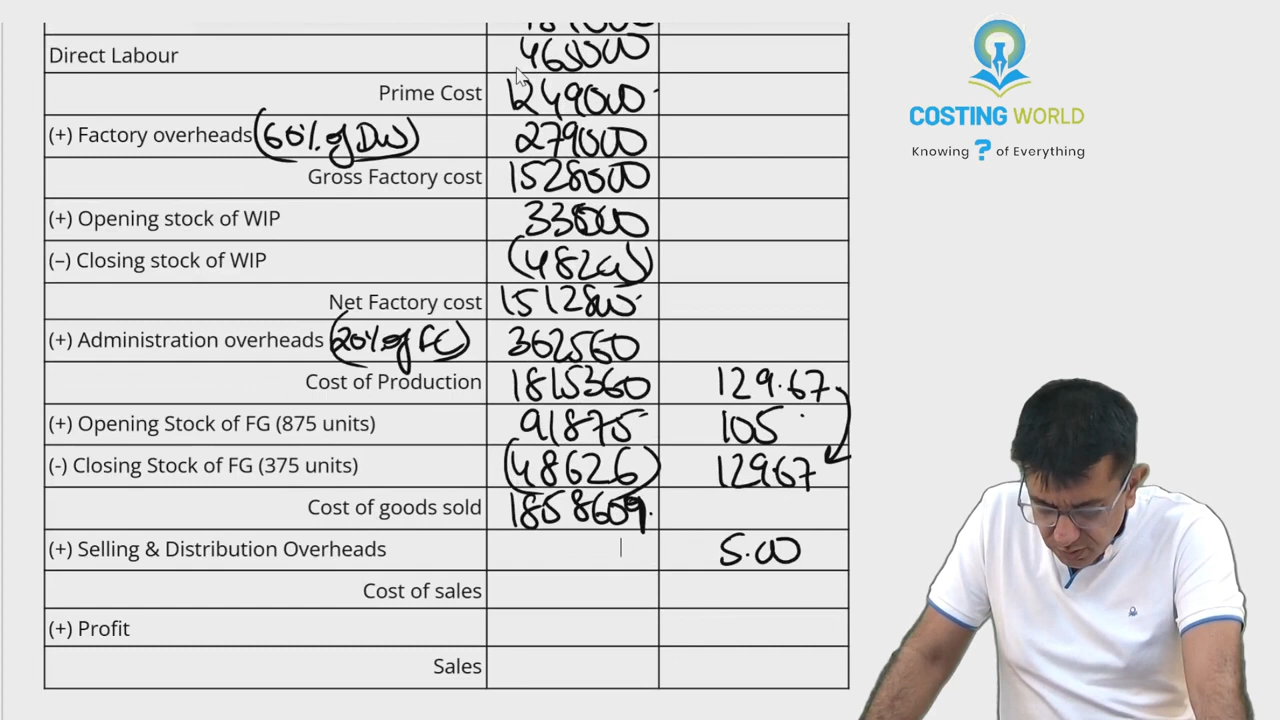 Direct Labour 465000
Prime Cost 1249000
(+) Factory overheads (60% of DW) 279000
Gross Factory cost 1528000
(+) Opening stock of WIP 33000
(–) Closing stock of WIP (48200)
Net Factory cost 1512800
(+) Administration overheads (20% of FC) 302560
Cost of Production 1815360 129.67
(+) Opening Stock of FG (875 units) 91875 105
(-) Closing Stock of FG (375 units) (48626) 129.67
Cost of goods sold 1858609
(+) Selling & Distribution Overheads 5.00
Cost of sales
(+) Profit
Sales
COSTING WORLD
Knowing ? of Everything